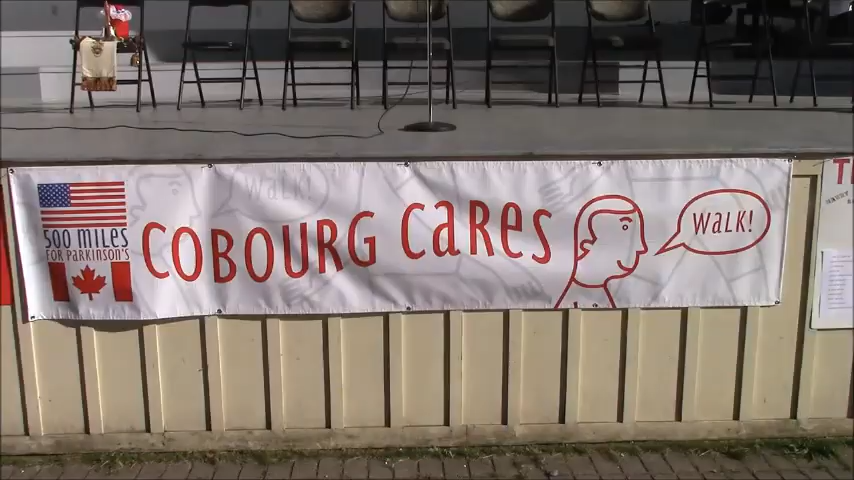 500 MILES
FOR PARKINSON'S
COBOURG CaRes
WaLK!
WaLK!
T